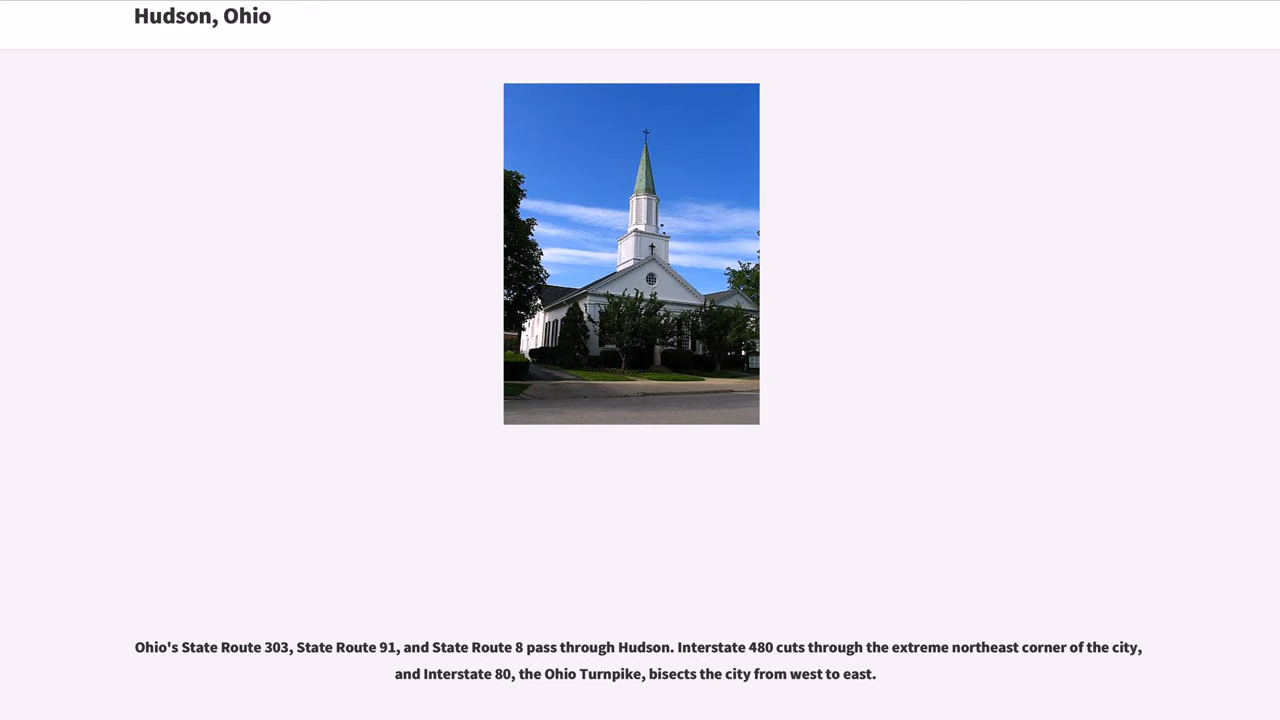 Hudson, Ohio
Ohio's State Route 303, State Route 91, and State Route 8 pass through Hudson. Interstate 480 cuts through the extreme northeast corner of the city,
and Interstate 80, the Ohio Turnpike, bisects the city from west to east.